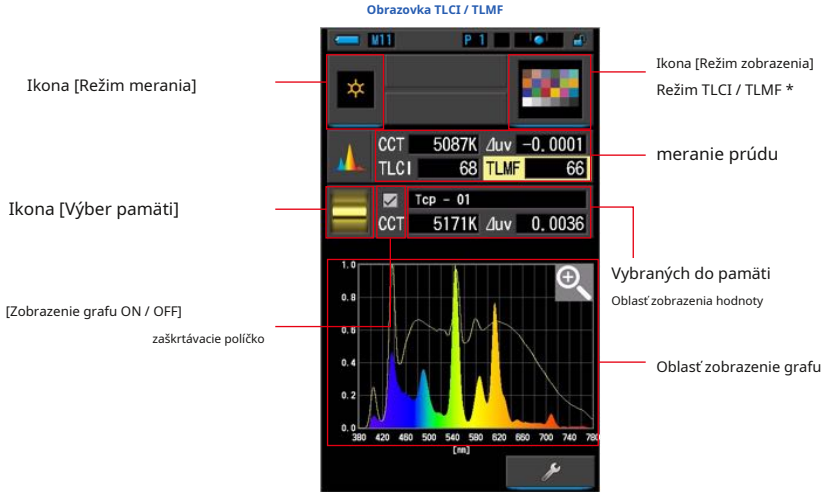 Obrazovka TLCI / TLMF
M11 P 1
Ikona [Režim merania]
Ikona [Režim zobrazenia]
Režim TLCI / TLMF *
CCT 5087K ⊿uv -0.0001
TLCI 68 TLMF 66
meranie prúdu
Ikona [Výber pamäti]
Tcp - 01
CCT 5171K ⊿uv 0.0036
Vybraných do pamäti
Oblasť zobrazenia hodnoty
[Zobrazenie grafu ON / OFF]
zaškrtávacie políčko
Oblasť zobrazenie grafu
1.0
0.8
0.6
0.4
0.2
0.0
380 420 460 500 540 580 620 660 700 740 780
[nm]